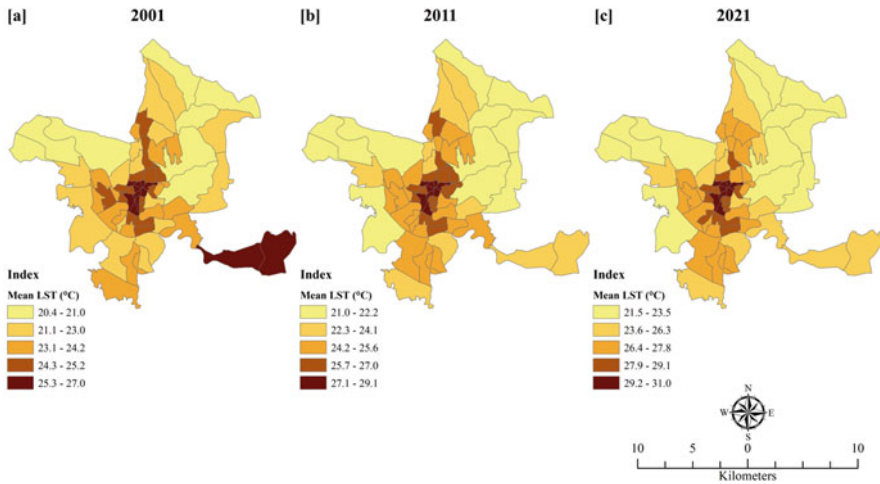 [a] 2001
[b] 2011
[c] 2021
Index
Mean LST (°C)
20.4 - 21.0
21.1 - 23.0
23.1 - 24.2
24.3 - 25.2
25.3 - 27.0
Index
Mean LST (°C)
21.0 - 22.2
22.3 - 24.1
24.2 - 25.6
25.7 - 27.0
27.1 - 29.1
Index
Mean LST (°C)
21.5 - 23.5
23.6 - 26.3
26.4 - 27.8
27.9 - 29.1
29.2 - 31.0
N
W E
S
10 5 0 10
Kilometers